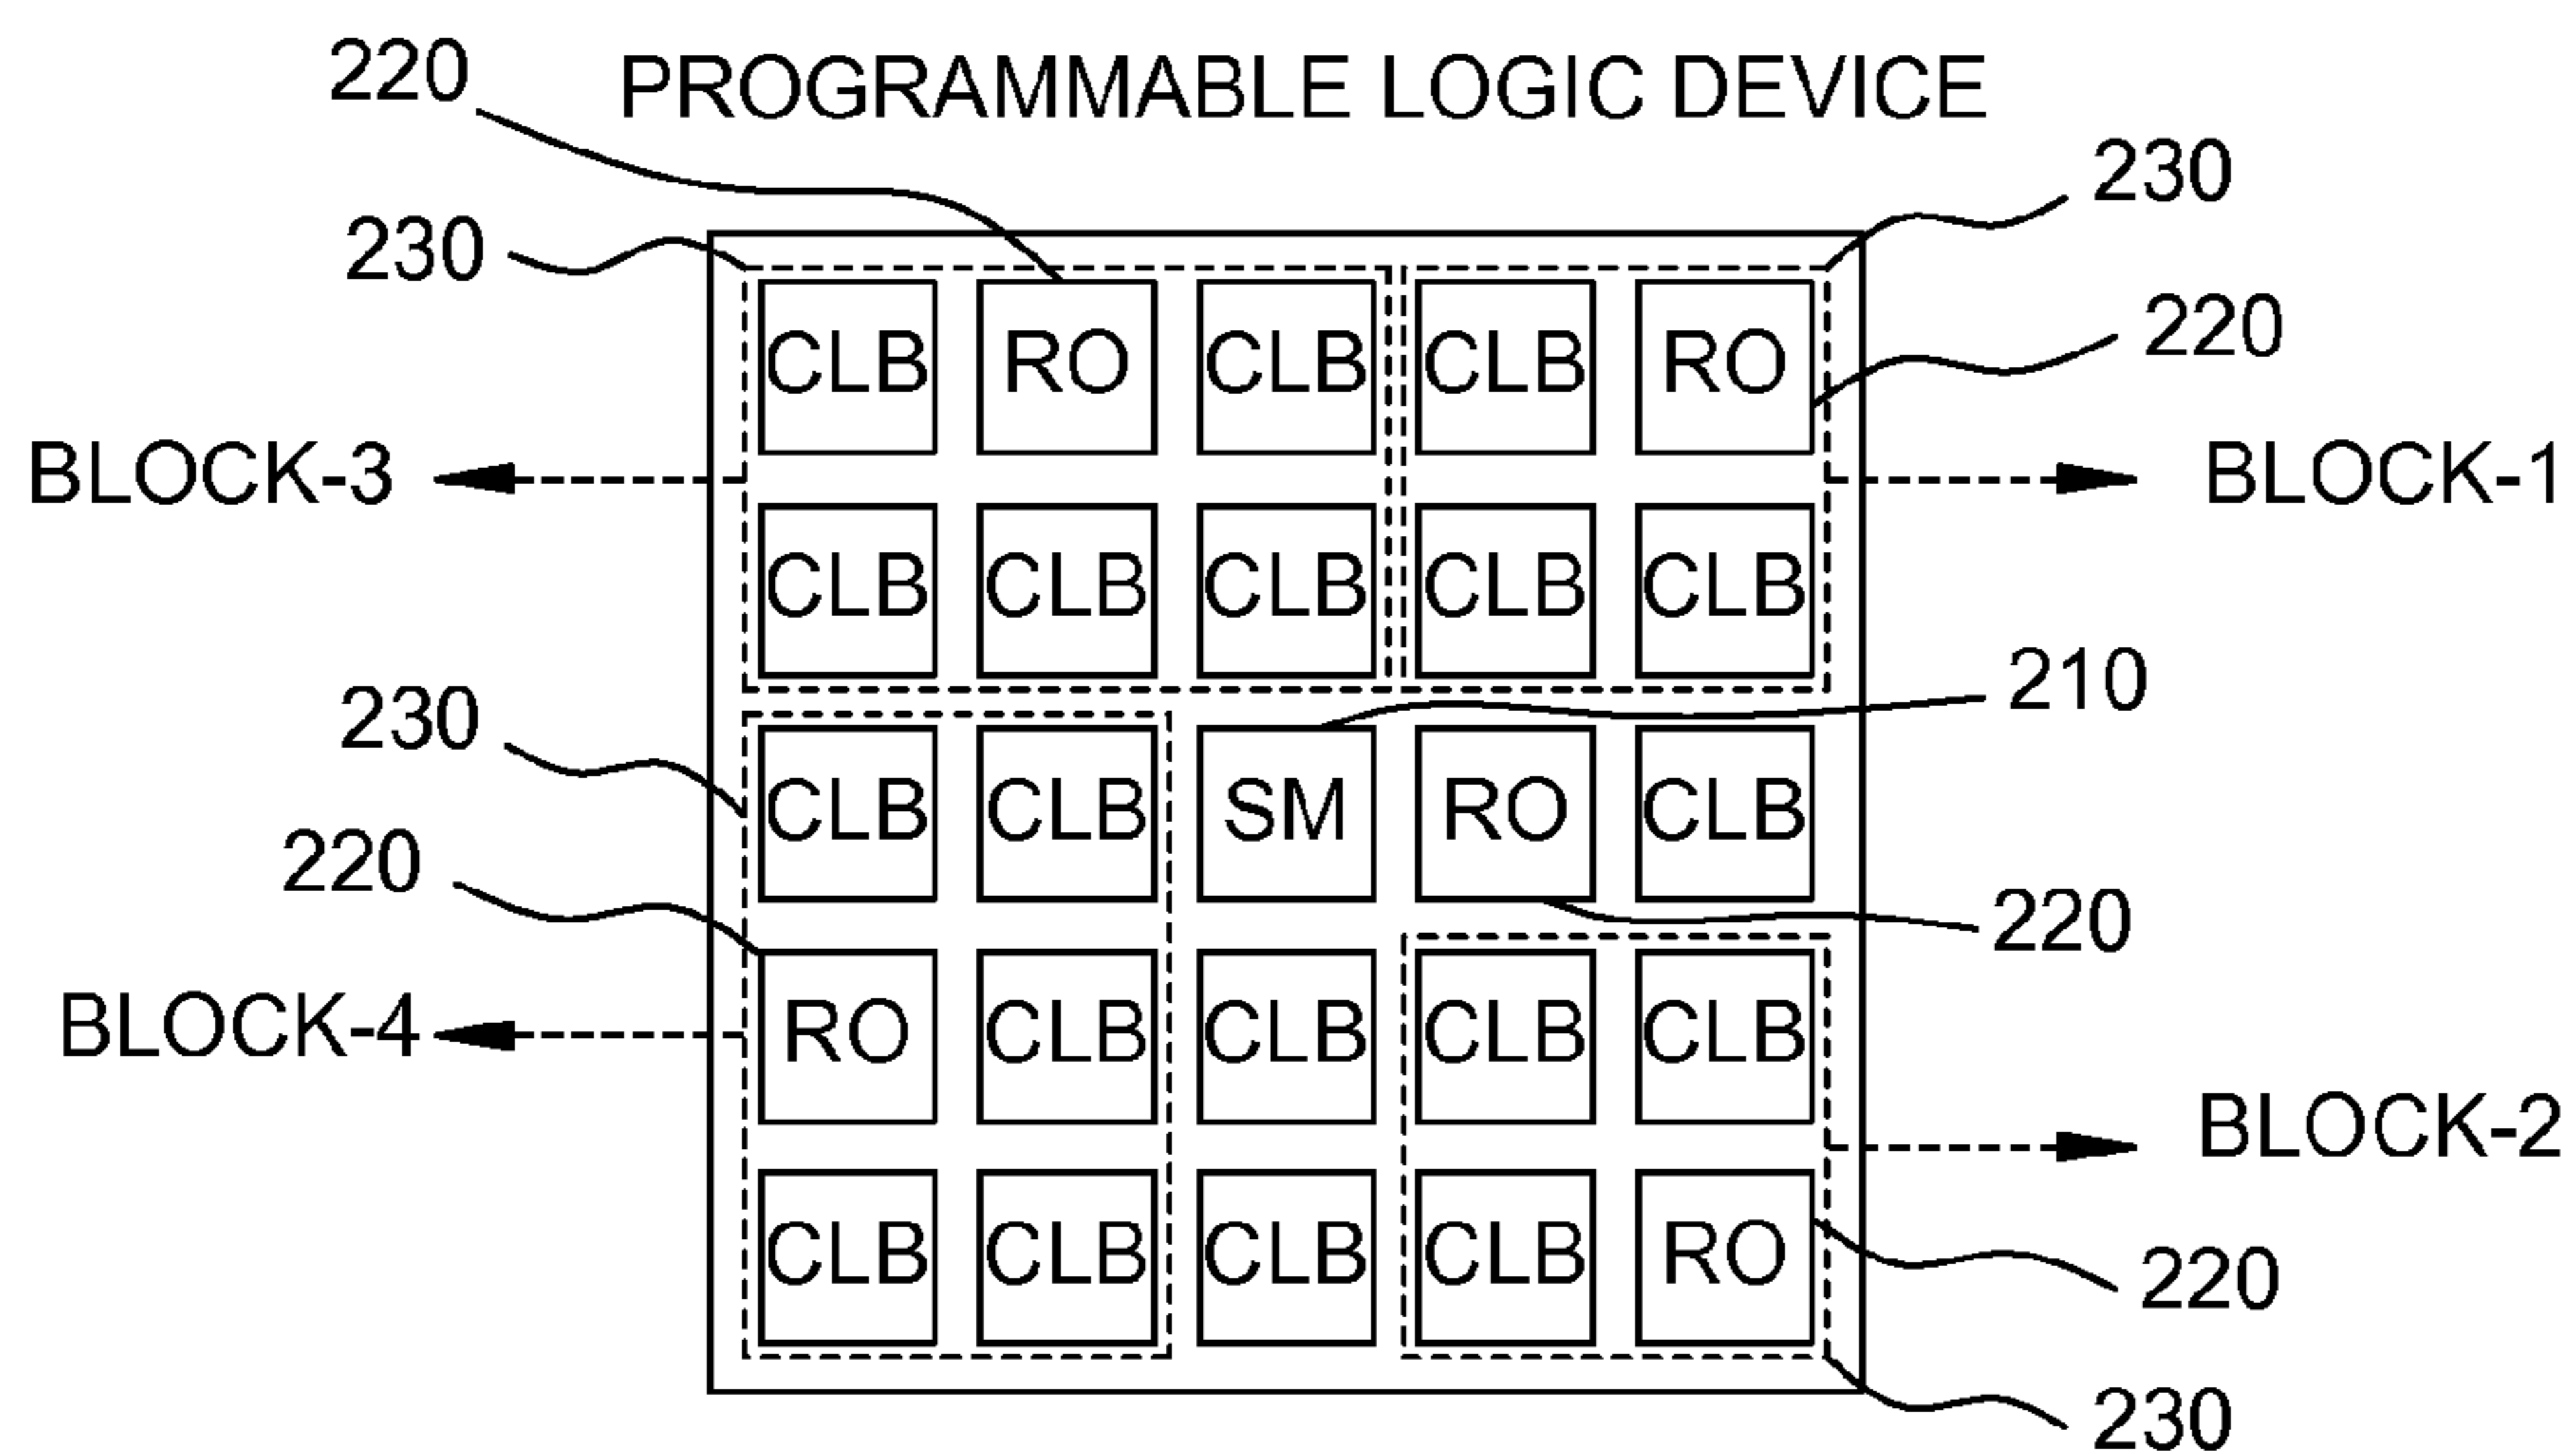 220 PROGRAMMABLE LOGIC DEVICE
230
230
CLB RO CLB CLB RO
220
BLOCK-3
BLOCK-1
CLB CLB CLB CLB CLB
210
230
CLB CLB SM RO CLB
220
220
RO CLB CLB CLB CLB
BLOCK-4
BLOCK-2
CLB CLB CLB CLB RO
220
230